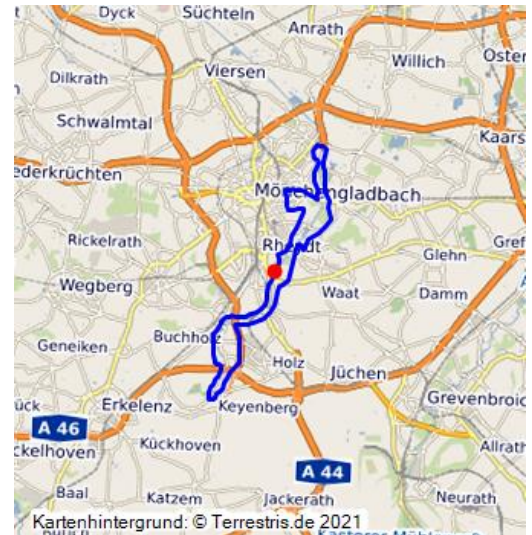 Dyck
Süchteln
Anrath
Willich
Oster
Viersen
Dilkrath
Schwalmtal
Kaars
ederkrüchten
Mönchengladbach
Rickelrath
Rheydt
Glehn
Gref
Wegberg
Waat
Damm
Buchholz
Geneiken
Holz
Jüchen
ück
Erkelenz
Keyenberg
Grevenbroic
A 46
Kückhoven
Allrath
ckelhoven
A 44
Baal
Katzem
Jackerath
Neurath
Kartenhintergrund: © Terrestris.de 2021